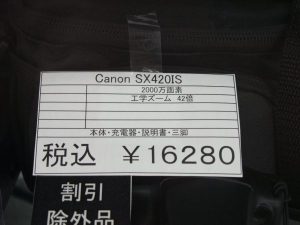 Canon SX420IS
2000万画素
工学ズーム 42倍
本体・充電器・説明書・三脚
税込 ￥16280
割引
除外品